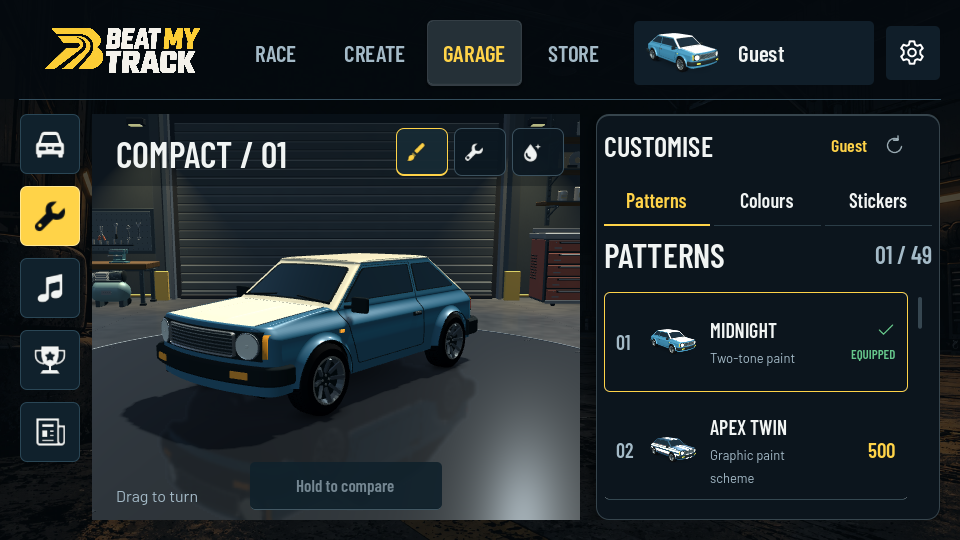 BEAT MY
TRACK
RACE
CREATE
GARAGE
STORE
Guest
COMPACT / 01
Drag to turn
Hold to compare
CUSTOMISE
Guest
Patterns
Colours
Stickers
PATTERNS
01 / 49
01
MIDNIGHT
Two-tone paint
EQUIPPED
02
APEX TWIN
Graphic paint
scheme
500